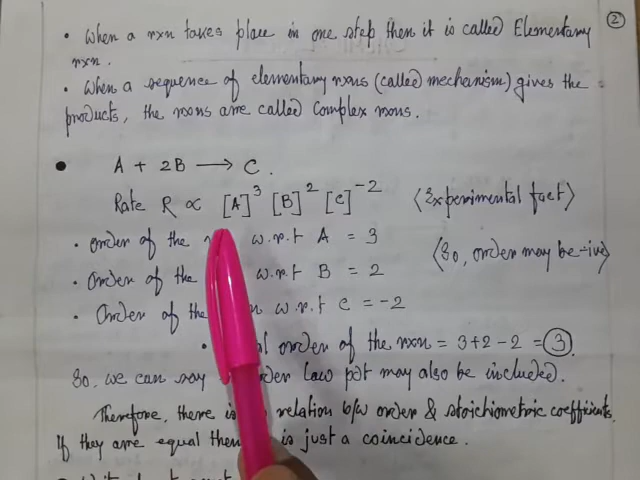 ②
• When a rxn takes place in one step then it is called Elementary
rxn.
• When a sequence of elementary rxns (called mechanism) gives the
products, the rxns are called Complex rxns.
• A + 2B ⟶ C.
Rate R ∝ [A]³ [B]² [C]⁻² ⟨Experimental fact⟩
• Order of the w.r.t A = 3 ⟨So, order may be -ive⟩
• Order of the w.r.t B = 2
• Order of the w.r.t C = -2
• order of the rxn = 3+2-2 = ③
So, we can say Law pdt may also be included.
Therefore, there is relation b/w order & stoichiometric coefficients.
If they are equal then is just a coincidence.